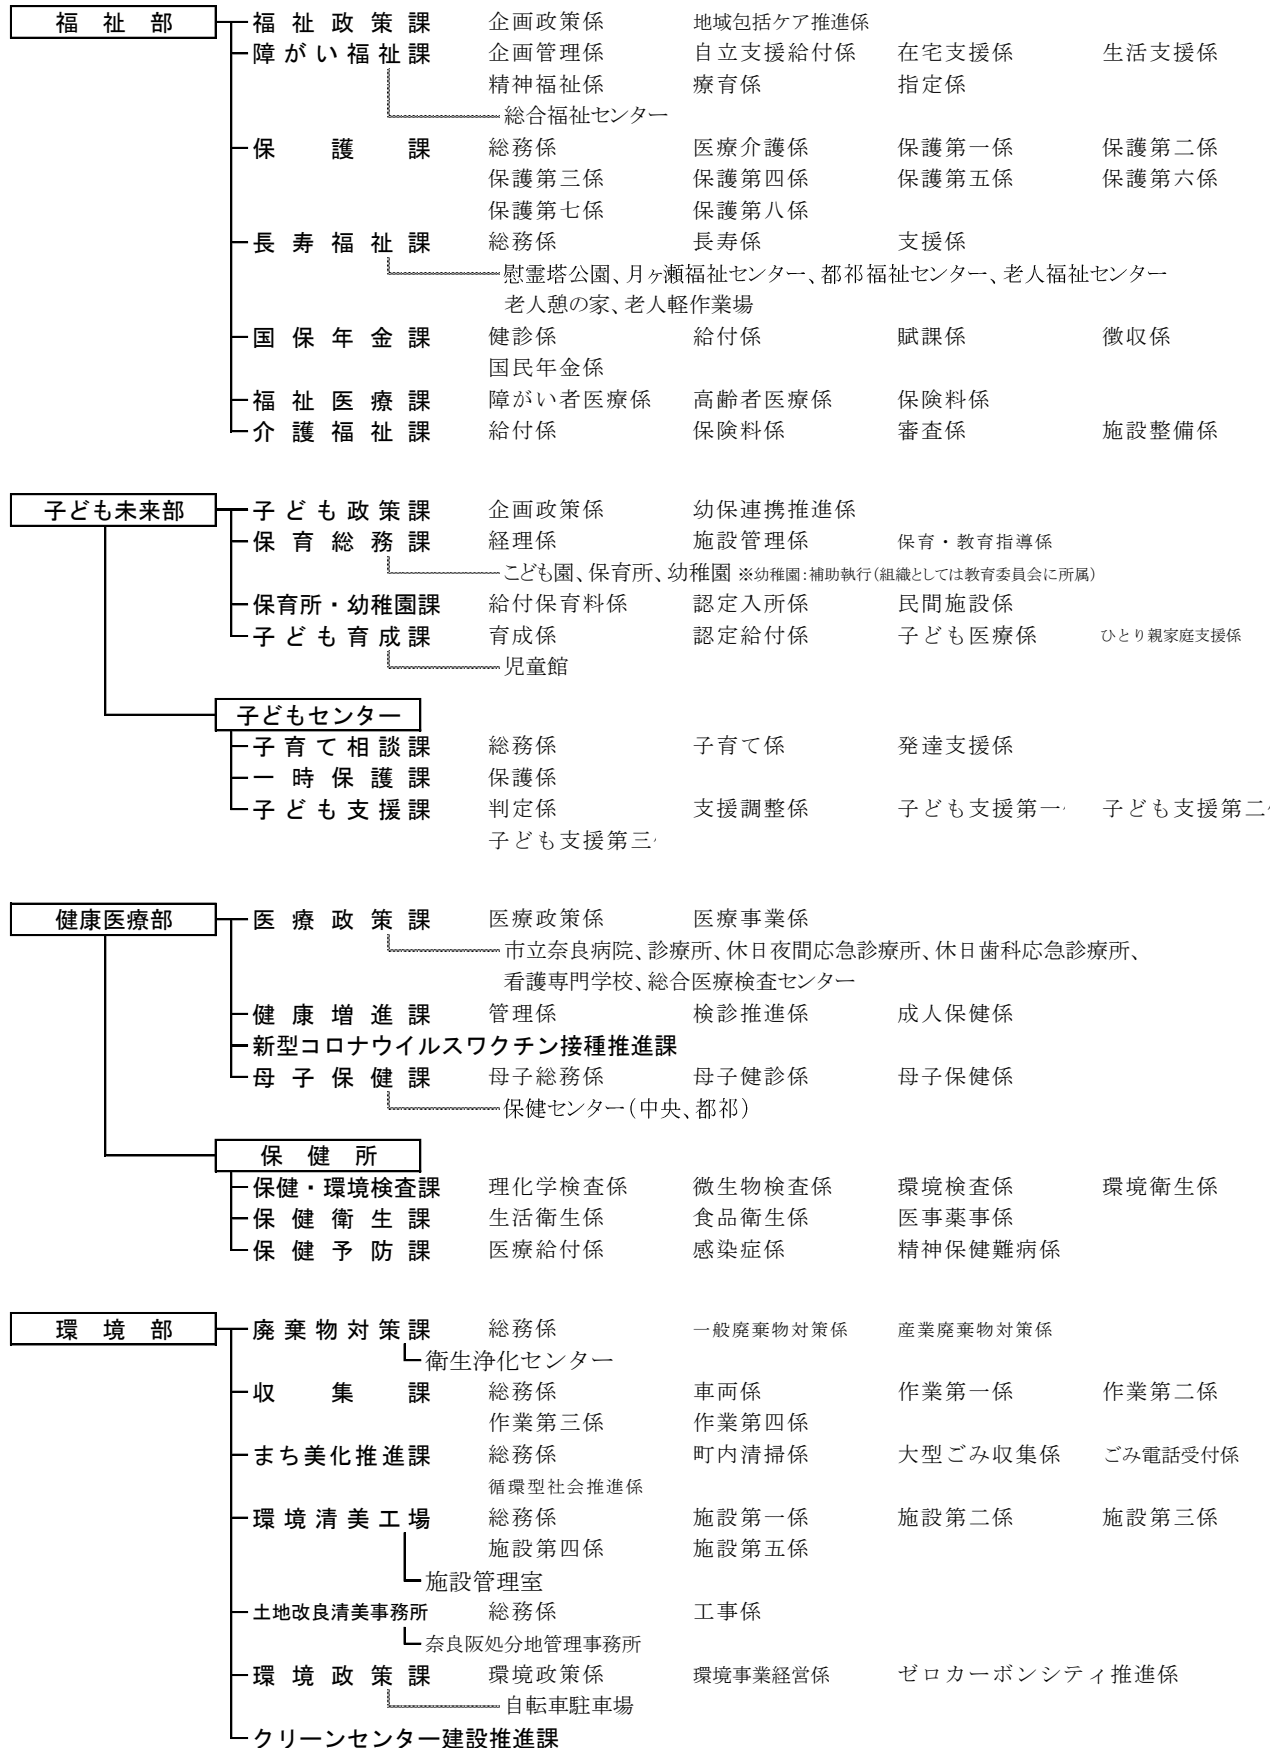 福祉部 福祉政策課 企画政策係 地域包括ケア推進係
障がい福祉課 企画管理係 自立支援給付係 在宅支援係 生活支援係
精神福祉係 療育係 指定係
総合福祉センター
保護課 総務係 医療介護係 保護第一係 保護第二係
保護第三係 保護第四係 保護第五係 保護第六係
保護第七係 保護第八係
長寿福祉課 総務係 長寿係 支援係
慰霊塔公園、月ヶ瀬福祉センター、都祁福祉センター、老人福祉センター
老人憩の家、老人軽作業場
国保年金課 健診係 給付係 賦課係 徴収係
国民年金係
福祉医療課 障がい者医療係 高齢者医療係 保険料係
介護福祉課 給付係 保険料係 審査係 施設整備係
子ども未来部 子ども政策課 企画政策係 幼保連携推進係
保育総務課 経理係 施設管理係 保育・教育指導係
こども園、保育所、幼稚園 ※幼稚園:補助執行(組織としては教育委員会に所属)
保育所・幼稚園課 給付保育料係 認定入所係 民間施設係
子ども育成課 育成係 認定給付係 子ども医療係 ひとり親家庭支援係
児童館
子どもセンター
子育て相談課 総務係 子育て係 発達支援係
一時保護課 保護係
子ども支援課 判定係 支援調整係 子ども支援第一 子ども支援第二
子ども支援第三
健康医療部 医療政策課 医療政策係 医療事業係
市立奈良病院、診療所、休日夜間応急診療所、休日歯科応急診療所、
看護専門学校、総合医療検査センター
健康増進課 管理係 検診推進係 成人保健係
新型コロナウイルスワクチン接種推進課
母子保健課 母子総務係 母子健診係 母子保健係
保健センター(中央、都祁)
保健所
保健・環境検査課 理化学検査係 微生物検査係 環境検査係 環境衛生係
保健衛生課 生活衛生係 食品衛生係 医事薬事係
保健予防課 医療給付係 感染症係 精神保健難病係
環境部 廃棄物対策課 総務係 一般廃棄物対策係 産業廃棄物対策係
衛生浄化センター
収集課 総務係 車両係 作業第一係 作業第二係
作業第三係 作業第四係
まち美化推進課 総務係 町内清掃係 大型ごみ収集係 ごみ電話受付係
循環型社会推進係
環境清美工場 総務係 施設第一係 施設第二係 施設第三係
施設第四係 施設第五係
施設管理室
土地改良清美事務所 総務係 工事係
奈良阪処分地管理事務所
環境政策課 環境政策係 環境事業経営係 ゼロカーボンシティ推進係
自転車駐車場
クリーンセンター建設推進課